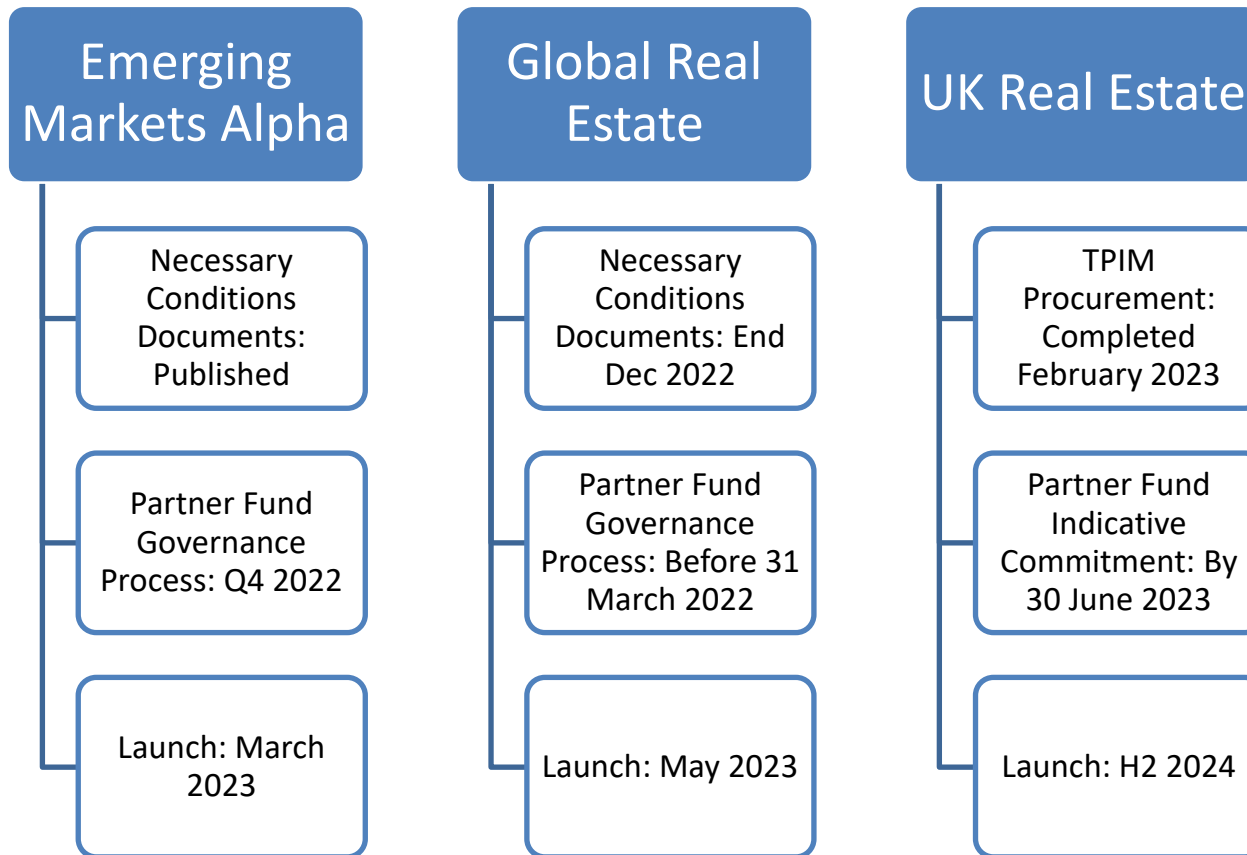 Emerging
Markets Alpha
Necessary
Conditions
Documents:
Published
Partner Fund
Governance
Process: Q4 2022
Launch: March
2023
Global Real
Estate
Necessary
Conditions
Documents: End
Dec 2022
Partner Fund
Governance
Process: Before 31
March 2022
Launch: May 2023
UK Real Estate
TPIM
Procurement:
Completed
February 2023
Partner Fund
Indicative
Commitment: By
30 June 2023
Launch: H2 2024